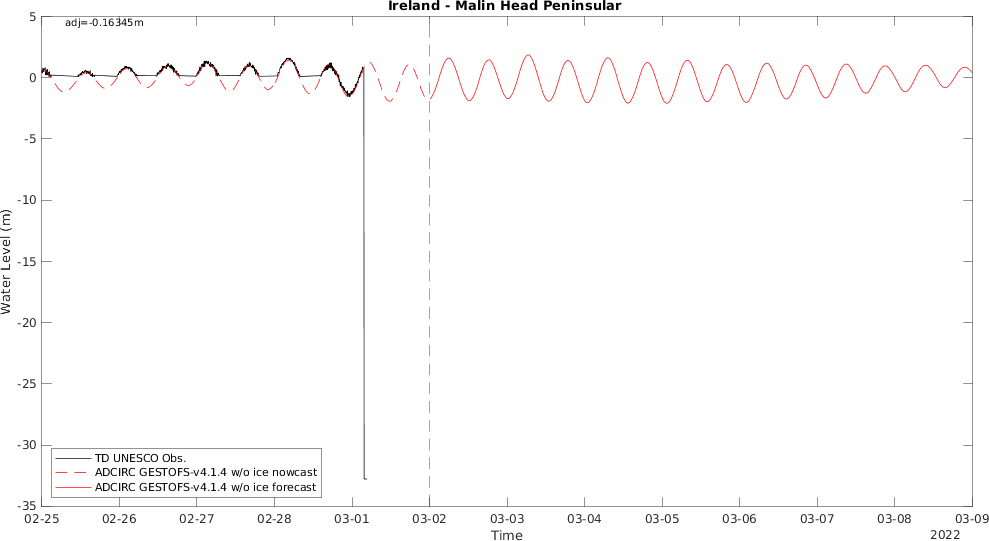 Ireland - Malin Head Peninsular
adj=-0.16345m
5
0
-5
-10
-15
-20
-25
-30
-35
Water Level (m)
TD UNESCO Obs.
ADCIRC GESTOFS-v4.1.4 w/o ice nowcast
ADCIRC GESTOFS-v4.1.4 w/o ice forecast
02-25 02-26 02-27 02-28 03-01 03-02 03-03 03-04 03-05 03-06 03-07 03-08 03-09
Time
2022